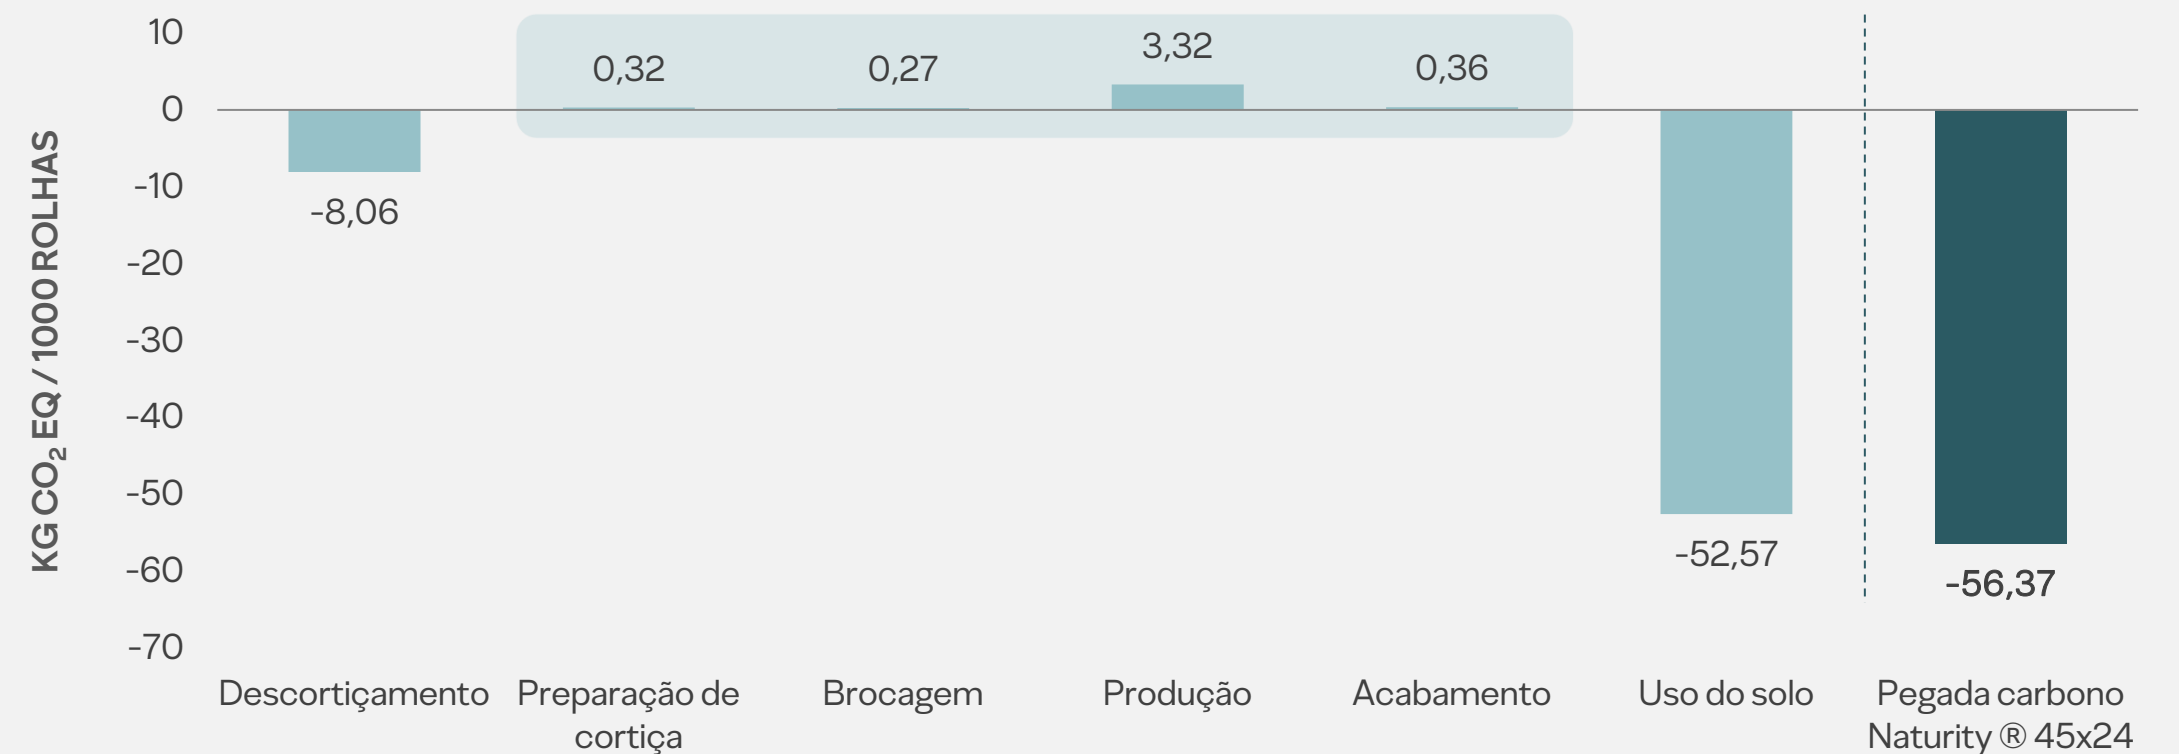 KG CO₂ EQ / 1000 ROLHAS
10
0
-10
-20
-30
-40
-50
-60
-70
-8,06
0,32
0,27
3,32
0,36
-52,57
-56,37
Descortiçamento
Preparação de
cortiça
Brocagem
Produção
Acabamento
Uso do solo
Pegada carbono
Naturity ® 45x24